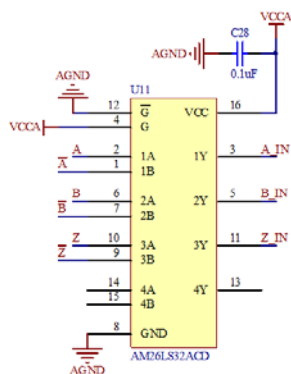 VCCA
C28
AGND
0.1uF
AGND
U11
12 G̅ VCC 16
VCCA 4 G
A 2 1A 1Y 3 A_IN
A̅ 1 1B
B 6 2A 2Y 5 B_IN
B̅ 7 2B
Z 10 3A 3Y 11 Z_IN
Z̅ 9 3B
14 4A 4Y 13
15 4B
8 GND
AGND
AM26LS32ACD